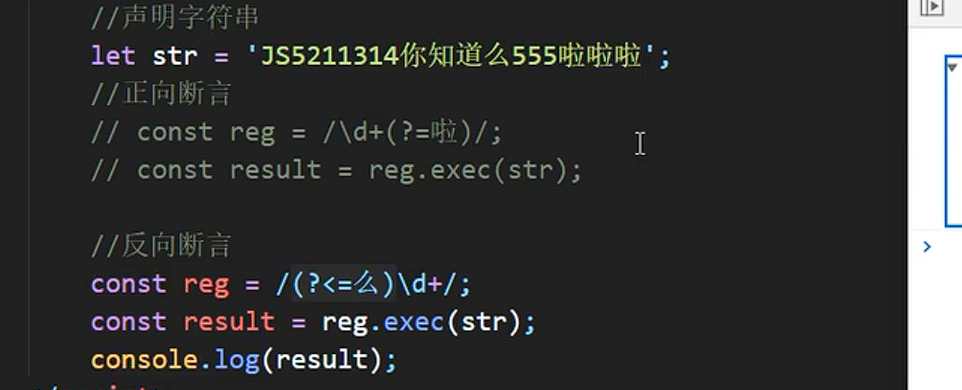 //声明字符串
let str = 'JS5211314你知道么555啦啦啦';
//正向断言
// const reg = /\d+(?=啦)/;
// const result = reg.exec(str);
//反向断言
const reg = /(?<=么)\d+/;
const result = reg.exec(str);
console.log(result);